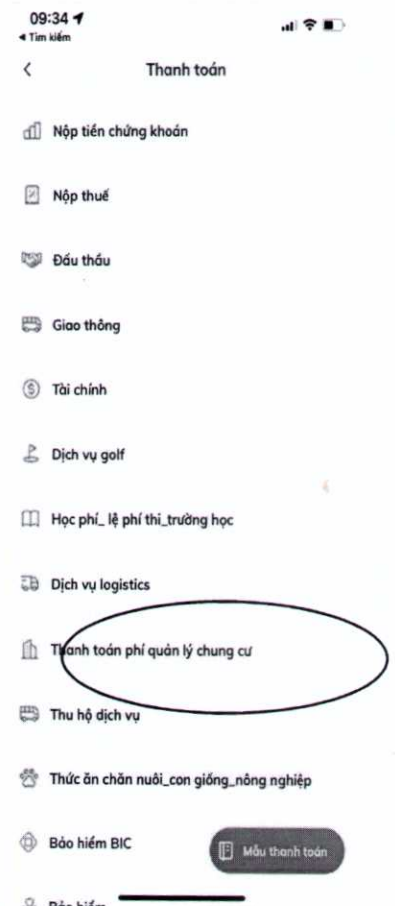 09:34
◀ Tìm kiếm
Thanh toán
Nộp tiền chứng khoán
Nộp thuế
Đấu thầu
Giao thông
Tài chính
Dịch vụ golf
Học phí_ lệ phí thi_trường học
Dịch vụ logistics
Thanh toán phí quản lý chung cư
Thu hộ dịch vụ
Thức ăn chăn nuôi_con giống_nông nghiệp
Bảo hiểm BIC
Mẫu thanh toán
Bảo hiểm